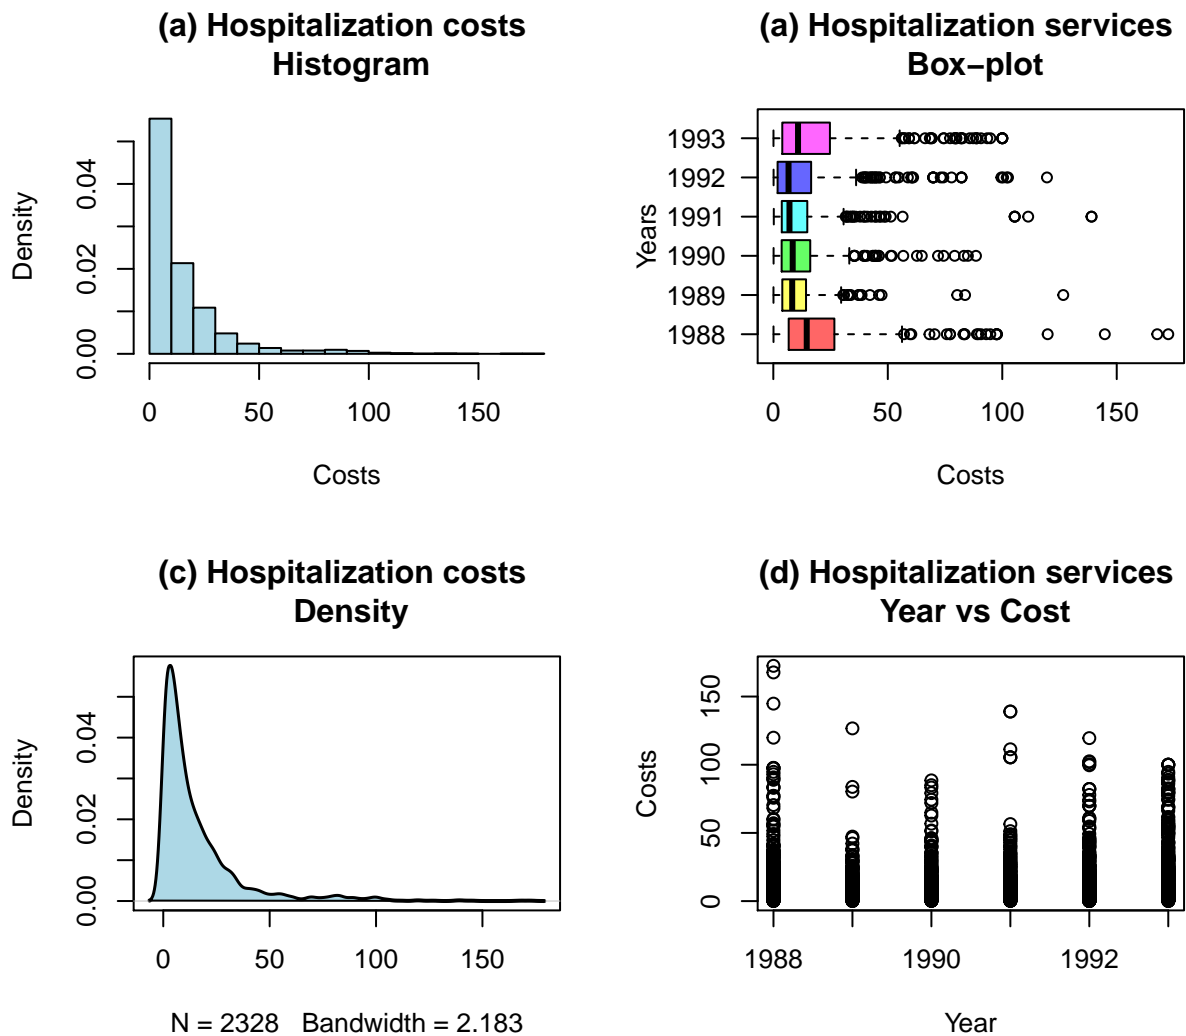 (a) Hospitalization costs
Histogram
Density
0.00 0.02 0.04
0 50 100 150
Costs
(a) Hospitalization services
Box−plot
Years
1993
1992
1991
1990
1989
1988
0 50 100 150
Costs
(c) Hospitalization costs
Density
Density
0.00 0.02 0.04
0 50 100 150
N = 2328 Bandwidth = 2.183
(d) Hospitalization services
Year vs Cost
Costs
0 50 100 150
1988 1990 1992
Year